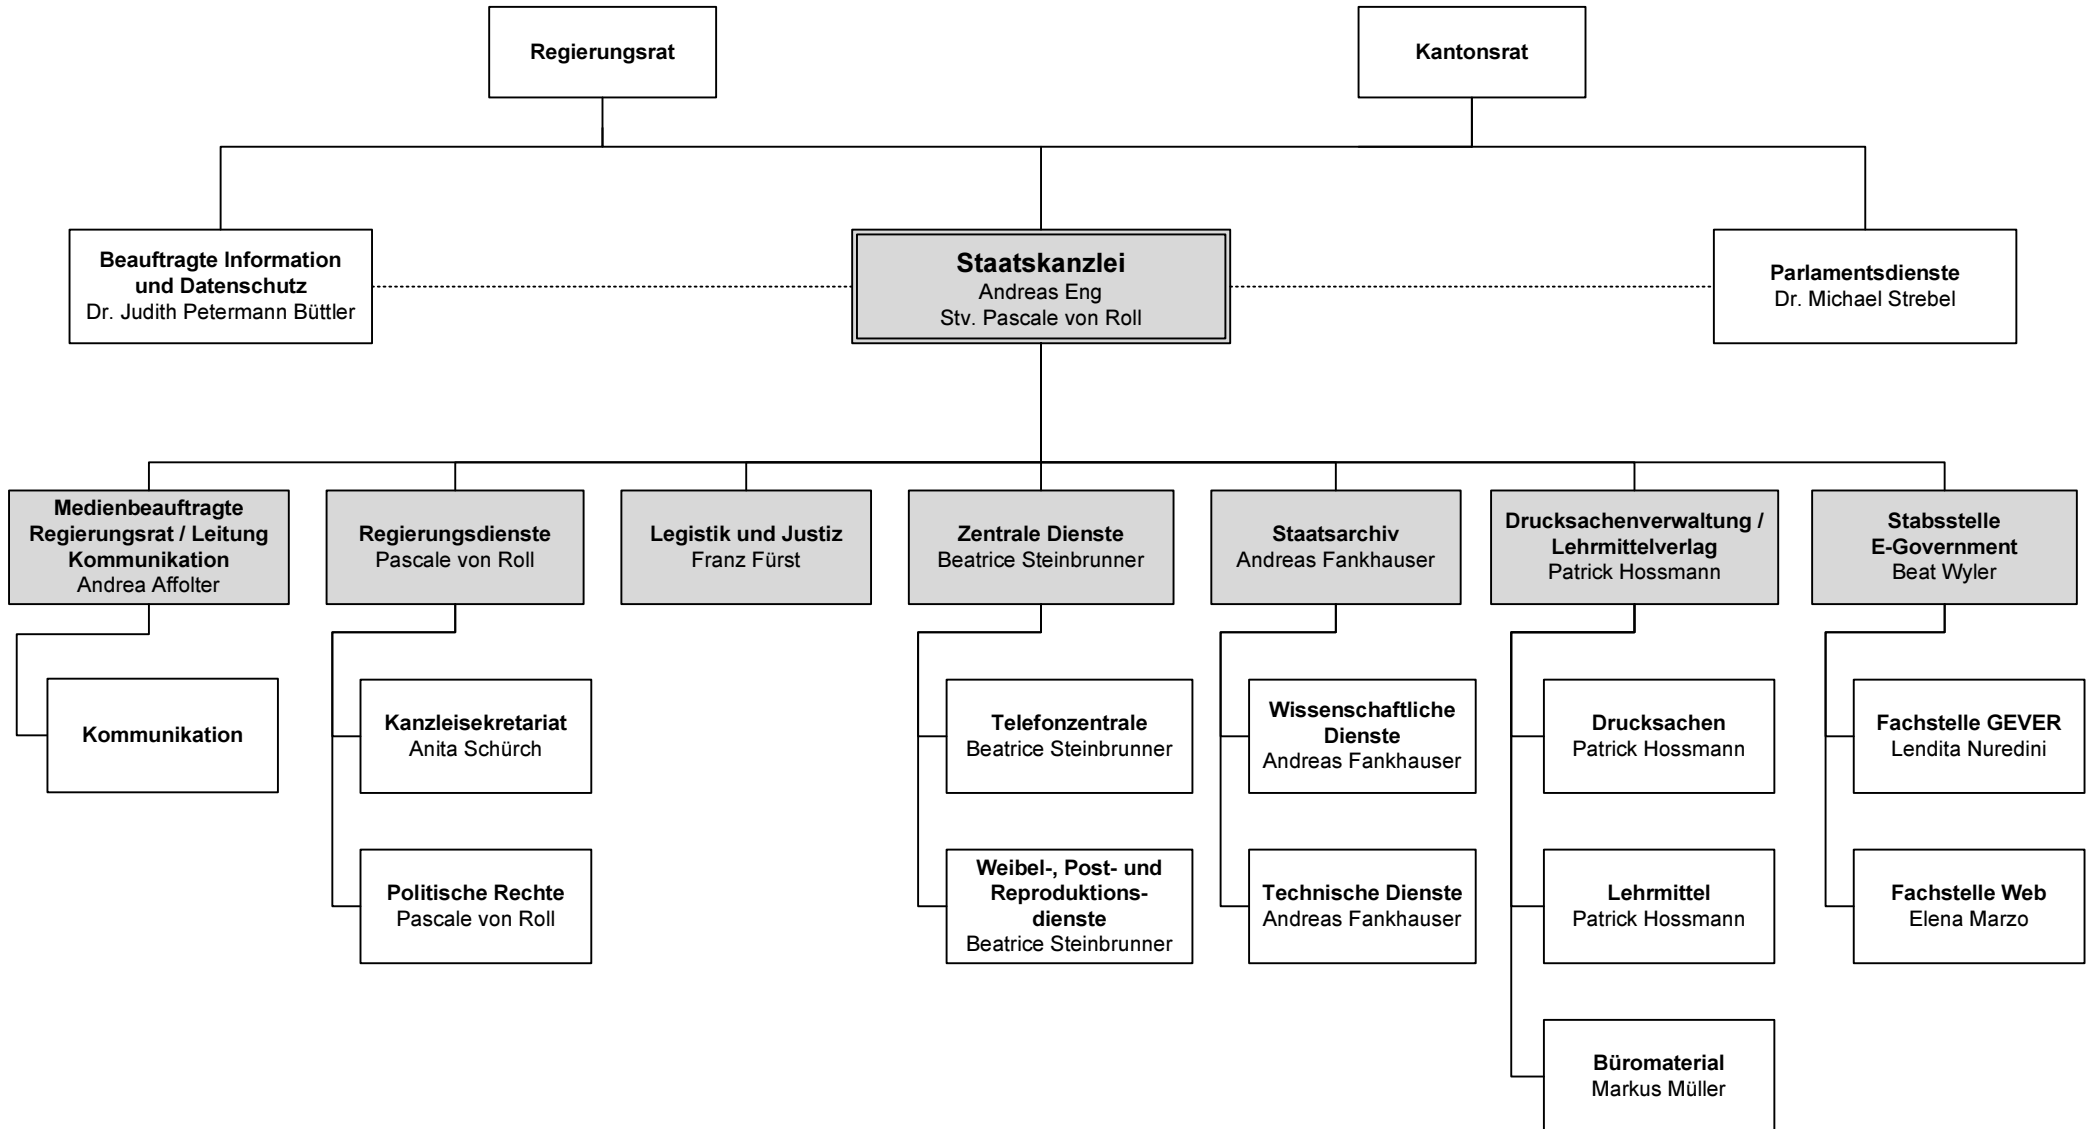 Regierungsrat
Kantonsrat
Beauftragte Information
und Datenschutz
Dr. Judith Petermann Büttler
Staatskanzlei
Andreas Eng
Stv. Pascale von Roll
Parlamentsdienste
Dr. Michael Strebel
Medienbeauftragte
Regierungsrat / Leitung
Kommunikation
Andrea Affolter
Regierungsdienste
Pascale von Roll
Legistik und Justiz
Franz Fürst
Zentrale Dienste
Beatrice Steinbrunner
Staatsarchiv
Andreas Fankhauser
Drucksachenverwaltung /
Lehrmittelverlag
Patrick Hossmann
Stabsstelle
E-Government
Beat Wyler
Kommunikation
Kanzleisekretariat
Anita Schürch
Telefonzentrale
Beatrice Steinbrunner
Wissenschaftliche
Dienste
Andreas Fankhauser
Drucksachen
Patrick Hossmann
Fachstelle GEVER
Lendita Nuredini
Politische Rechte
Pascale von Roll
Weibel-, Post- und
Reproduktions-
dienste
Beatrice Steinbrunner
Technische Dienste
Andreas Fankhauser
Lehrmittel
Patrick Hossmann
Fachstelle Web
Elena Marzo
Büromaterial
Markus Müller